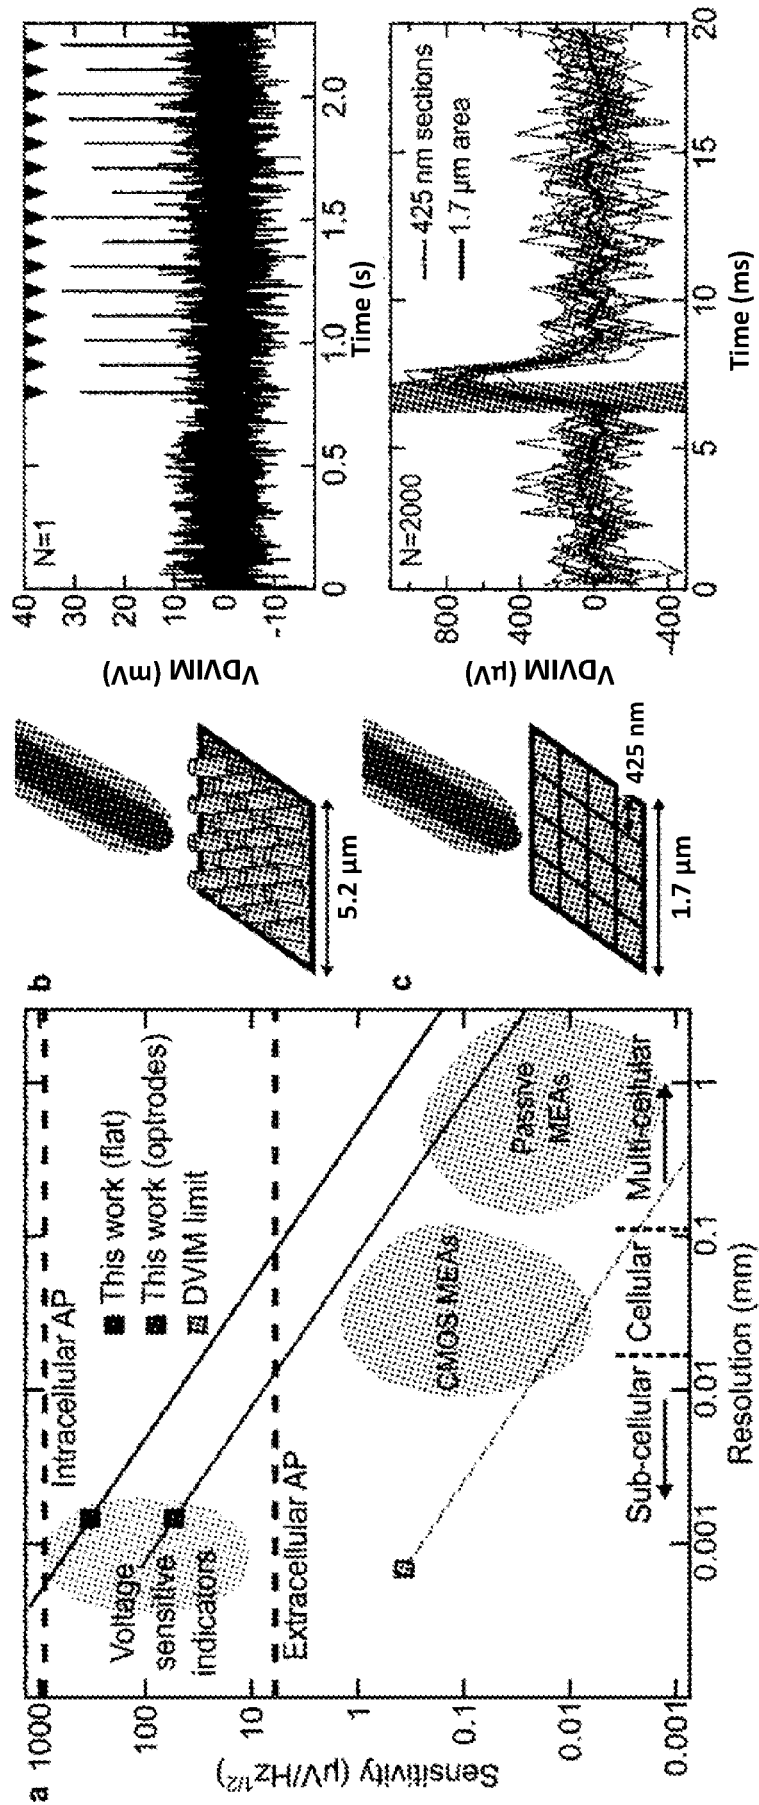 a
1000
100
10
1
0.1
0.01
0.001
Sensitivity (µV/Hz1/2)
Intracellular AP
This work (flat)
This work (optrodes)
DVIM limit
Voltage
sensitive
indicators
Extracellular AP
CMOS MEAs
Passive
MEAs
Sub-cellular
Cellular
Multi-cellular
0.001
0.01
0.1
1
Resolution (mm)
b
5.2 µm
40
30
20
10
0
-10
VDVIM (mV)
N=1
0
0.5
1.0
1.5
2.0
Time (s)
c
425 nm
1.7 µm
800
400
0
-400
VDVIM (µV)
N=2000
425 nm sections
1.7 µm area
0
5
10
15
20
Time (ms)